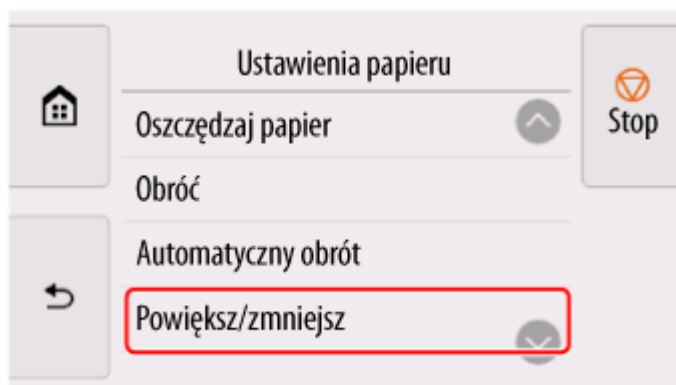 Ustawienia papieru
Oszczędzaj papier
Stop
Obróć
Automatyczny obrót
Powiększ/zmniejsz